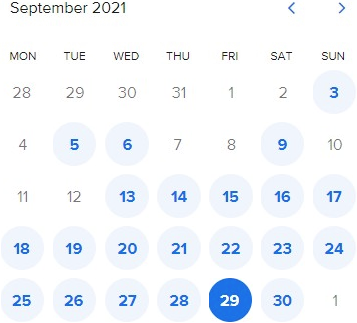 September 2021
MON TUE WED THU FRI SAT SUN
28 29 30 31 1 2 3
4 5 6 7 8 9 10
11 12 13 14 15 16 17
18 19 20 21 22 23 24
25 26 27 28 29 30 1